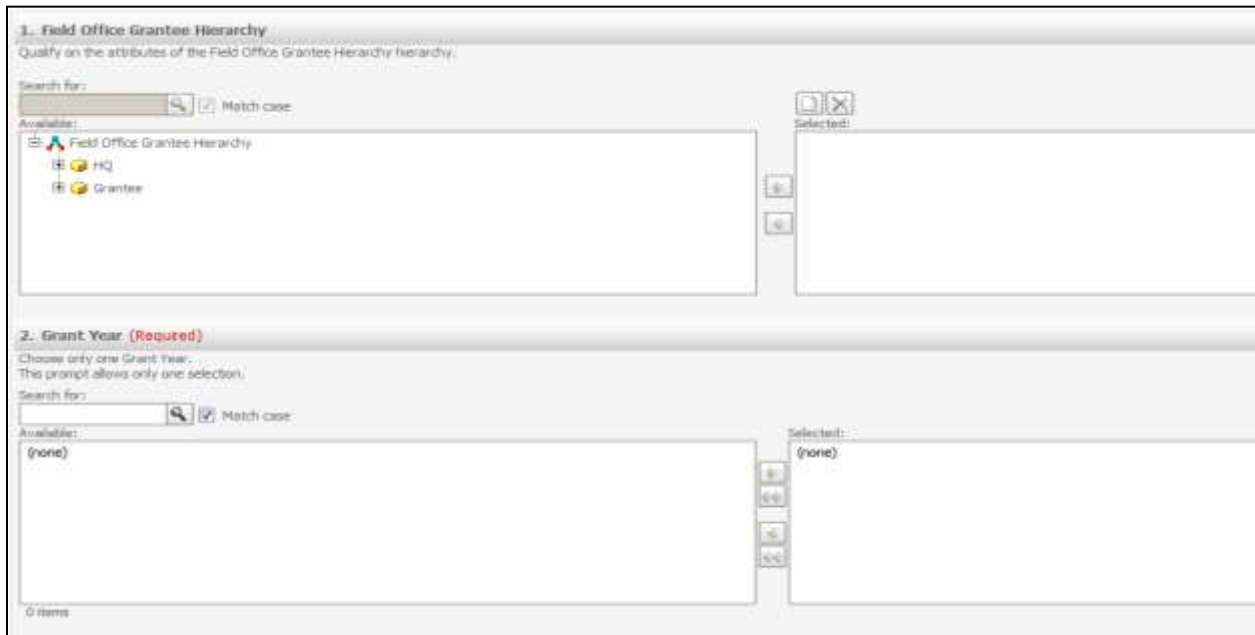 1. Field Office Grantee Hierarchy
Qualify on the attributes of the Field Office Grantee Hierarchy hierarchy.
Search for:
Match case
Available:
Selected:
Field Office Grantee Hierarchy
HQ
Grantee
2. Grant Year (Required)
Choose only one Grant Year.
This prompt allows only one selection.
Search for:
Match case
Available:
Selected:
(none)
(none)
0 items